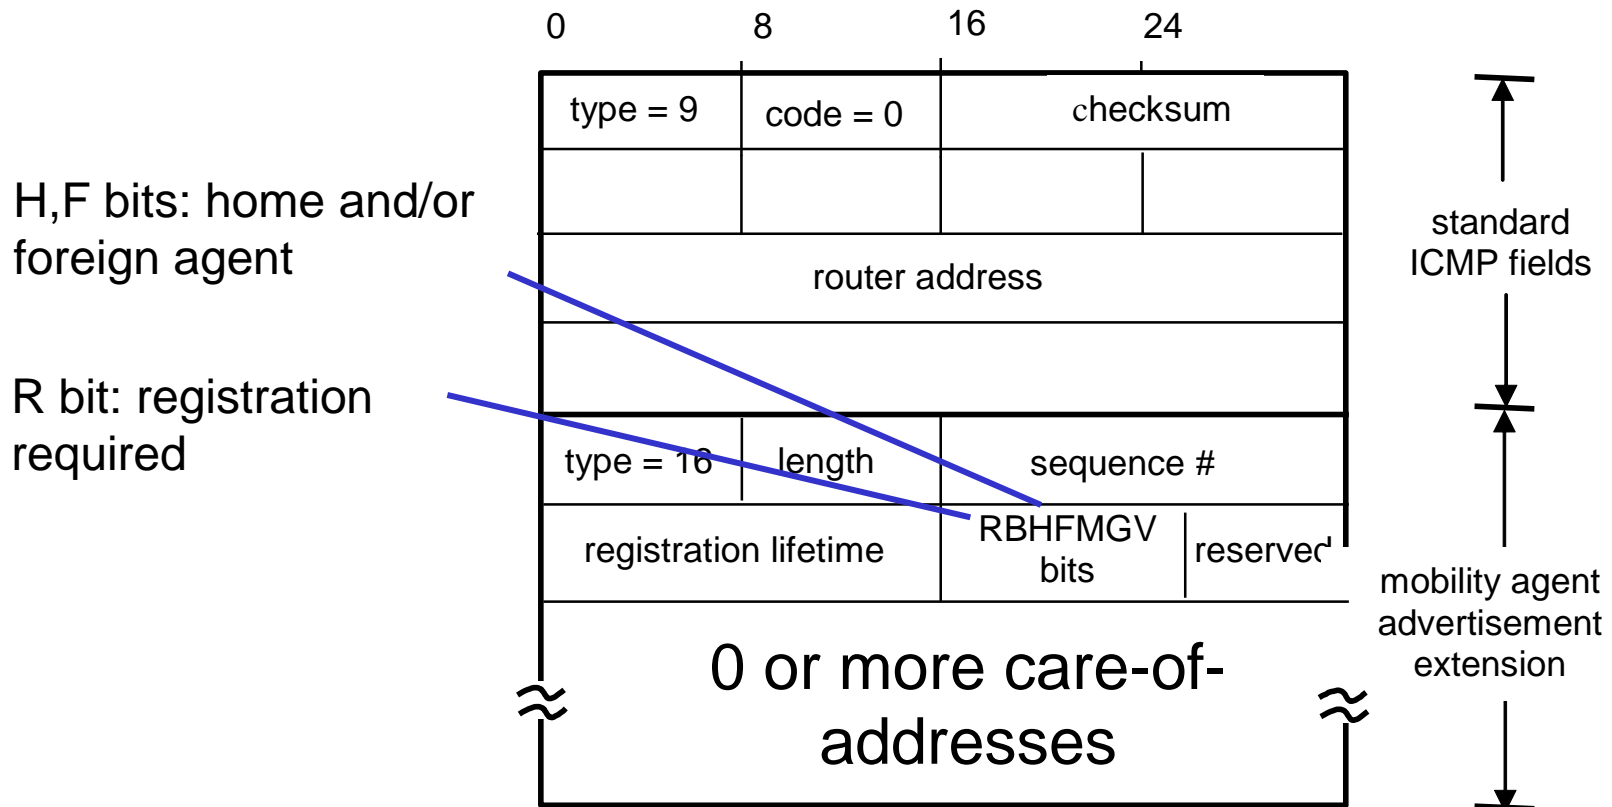 0 8 16 24
type = 9 code = 0 checksum
H,F bits: home and/or
foreign agent
standard
ICMP fields
router address
R bit: registration
required
type = 16 length sequence #
registration lifetime
RBHFMGV
bits
reserved
mobility agent
advertisement
extension
0 or more care-of-
addresses